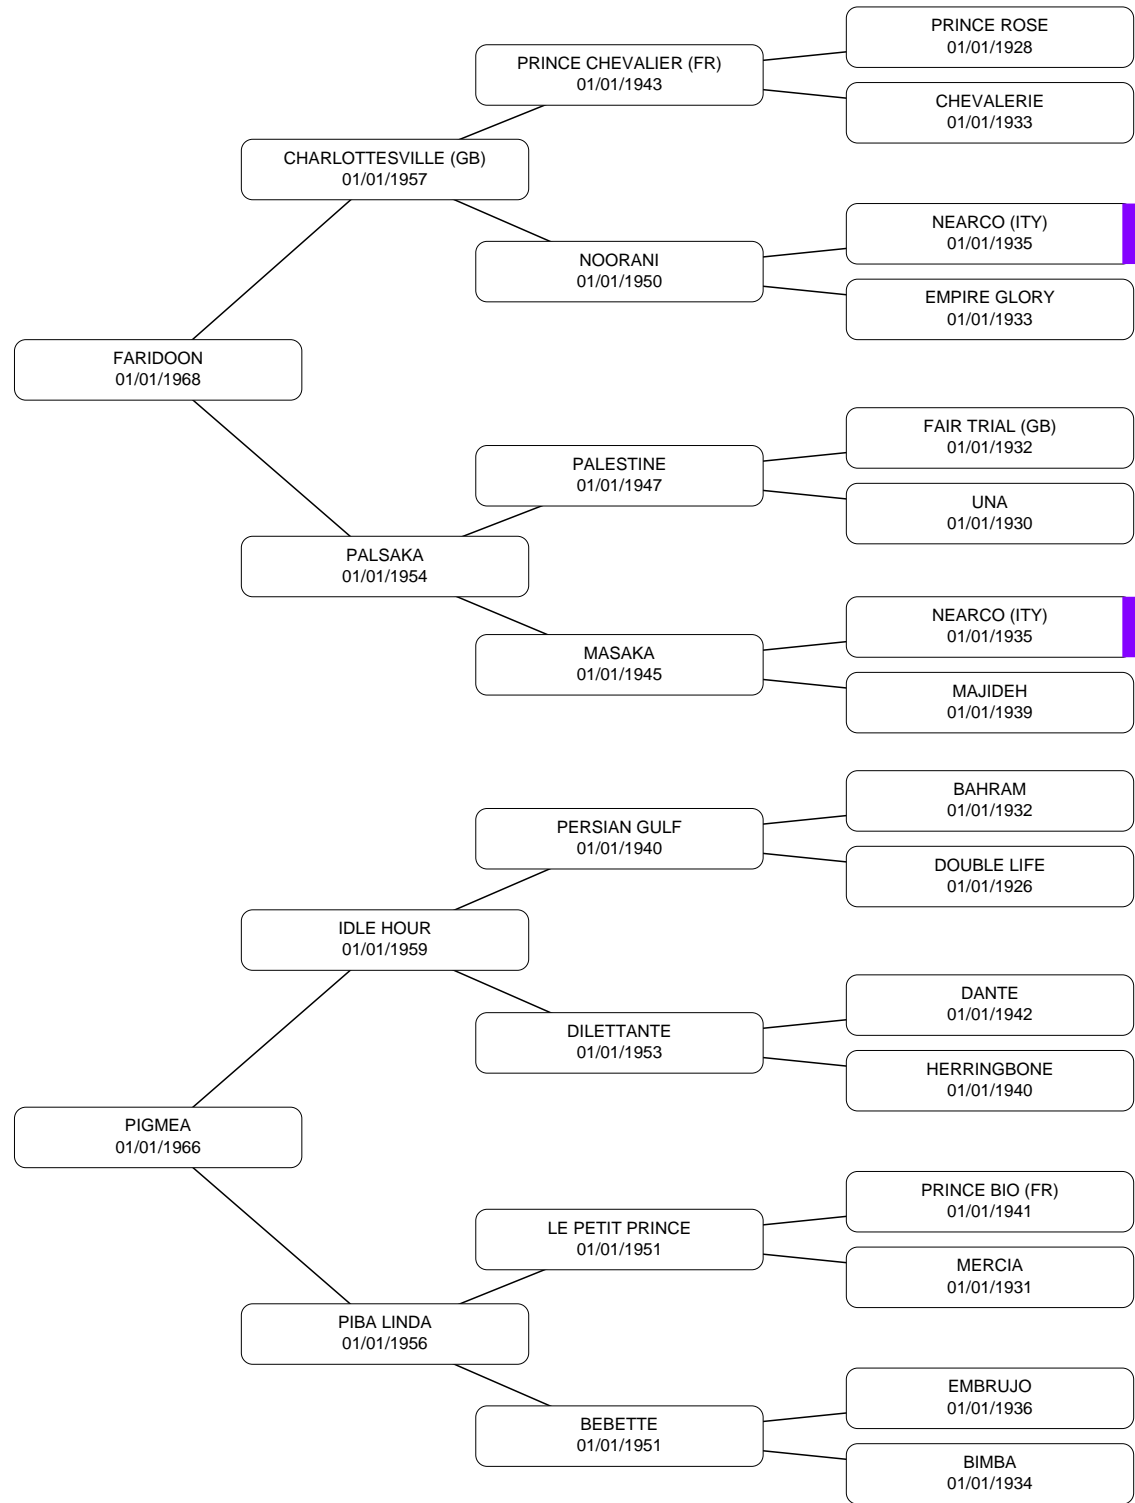 PRINCE ROSE
01/01/1928
PRINCE CHEVALIER (FR)
01/01/1943
CHEVALERIE
01/01/1933
CHARLOTTESVILLE (GB)
01/01/1957
NEARCO (ITY)
01/01/1935
NOORANI
01/01/1950
EMPIRE GLORY
01/01/1933
FARIDOON
01/01/1968
FAIR TRIAL (GB)
01/01/1932
PALESTINE
01/01/1947
UNA
01/01/1930
PALSAKA
01/01/1954
NEARCO (ITY)
01/01/1935
MASAKA
01/01/1945
MAJIDEH
01/01/1939
BAHRAM
01/01/1932
PERSIAN GULF
01/01/1940
DOUBLE LIFE
01/01/1926
IDLE HOUR
01/01/1959
DANTE
01/01/1942
DILETTANTE
01/01/1953
HERRINGBONE
01/01/1940
PIGMEA
01/01/1966
PRINCE BIO (FR)
01/01/1941
LE PETIT PRINCE
01/01/1951
MERCIA
01/01/1931
PIBA LINDA
01/01/1956
EMBRUJO
01/01/1936
BEBETTE
01/01/1951
BIMBA
01/01/1934